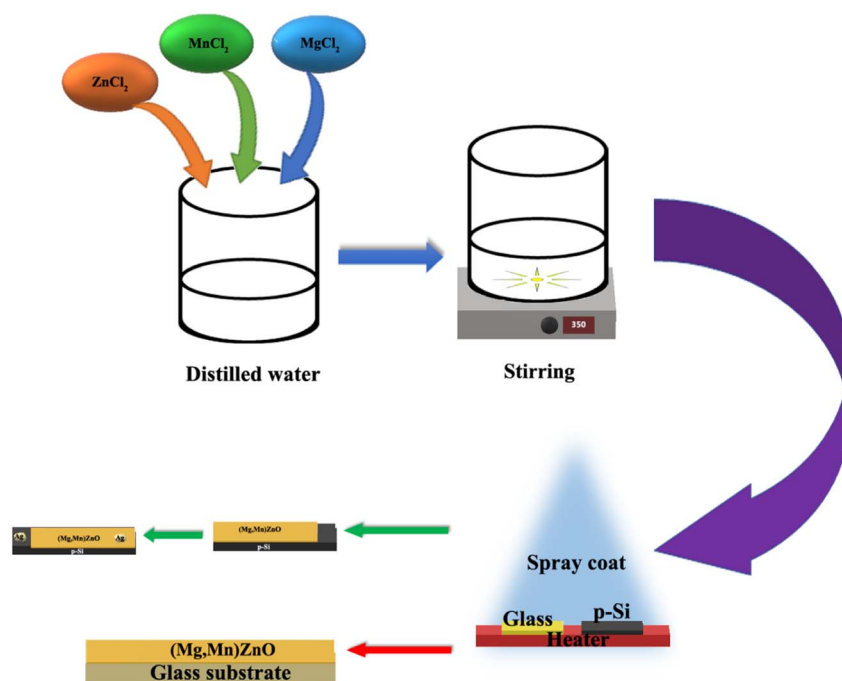 MnCl₂
MgCl₂
ZnCl₂
350
Distilled water
Stirring
Spray coat
Ag
(Mg,Mn)ZnO
Ag
p-Si
(Mg,Mn)ZnO
p-Si
Glass
p-Si
Heater
(Mg,Mn)ZnO
Glass substrate